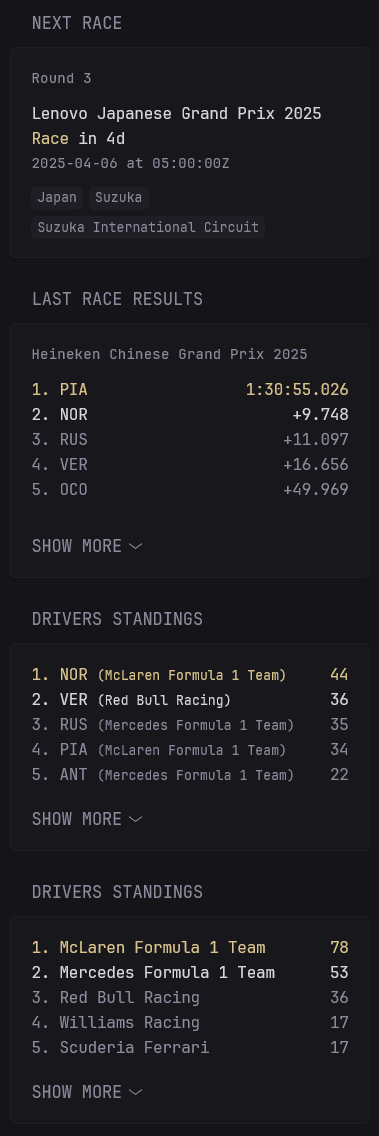 NEXT RACE
Round 3
Lenovo Japanese Grand Prix 2025
Race in 4d
2025-04-06 at 05:00:00Z
Japan Suzuka
Suzuka International Circuit
LAST RACE RESULTS
Heineken Chinese Grand Prix 2025
1. PIA 1:30:55.026
2. NOR +9.748
3. RUS +11.097
4. VER +16.656
5. OCO +49.969
SHOW MORE
DRIVERS STANDINGS
1. NOR (McLaren Formula 1 Team) 44
2. VER (Red Bull Racing) 36
3. RUS (Mercedes Formula 1 Team) 35
4. PIA (McLaren Formula 1 Team) 34
5. ANT (Mercedes Formula 1 Team) 22
SHOW MORE
DRIVERS STANDINGS
1. McLaren Formula 1 Team 78
2. Mercedes Formula 1 Team 53
3. Red Bull Racing 36
4. Williams Racing 17
5. Scuderia Ferrari 17
SHOW MORE